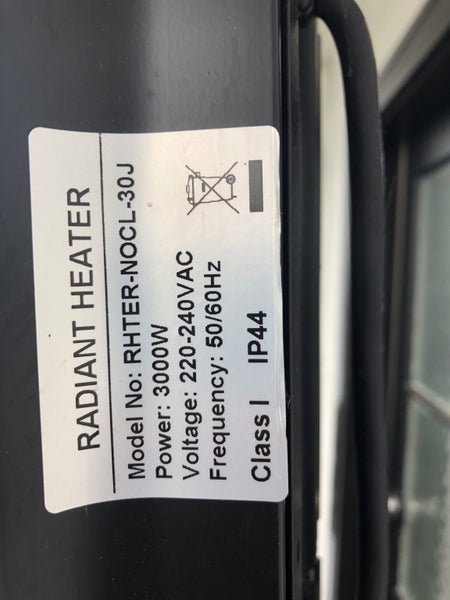 RADIANT HEATER
Model No: RHTER-NOCL-30J
Power: 3000W
Voltage: 220-240VAC
Frequency: 50/60Hz
Class I IP44